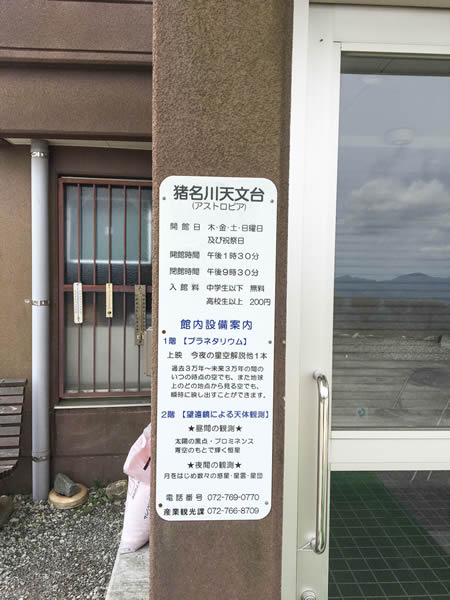 猪名川天文台
(アストロピア)
開館日 木・金・土・日曜日
及び祝祭日
開館時間 午後1時30分
閉館時間 午後9時30分
入館料 中学生以下 無料
高校生以上 200円
館内設備案内
1階【プラネタリウム】
上映 今夜の星空解説他1本
過去3万年～未来3万年の間の
いつの時点の空でも、また地球
上のどの地点から見る空でも、
瞬時に映し出すことができます。
2階【望遠鏡による天体観測】
★昼間の観測★
太陽の黒点・プロミネンス
青空のもとで輝く恒星
★夜間の観測★
月をはじめ数々の惑星・星雲・星団
電話番号 072-769-0770
産業観光課 072-766-8709